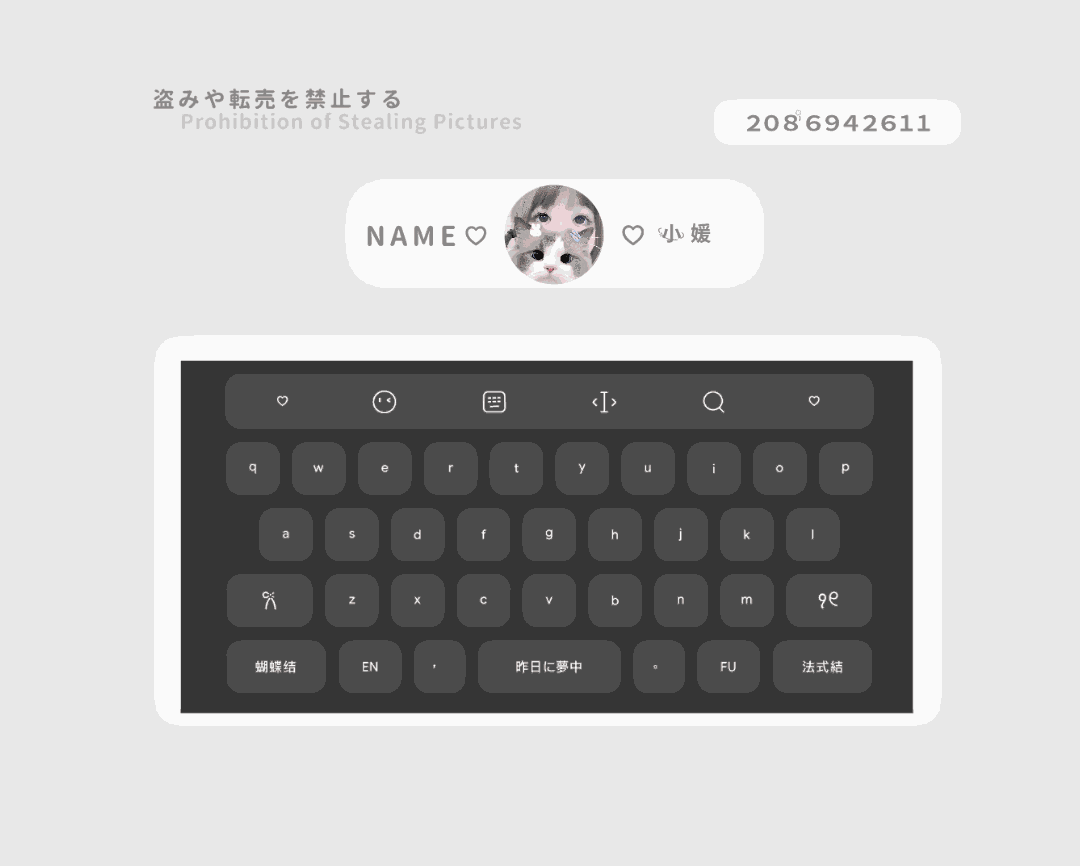 盗みや転売を禁止する
Prohibition of Stealing Pictures
2086942611
NAME♡ ♡ 小媛
q w e r t y u i o p
a s d f g h j k l
z x c v b n m
蝴蝶结 EN , 昨日に夢中 。 FU 法式結